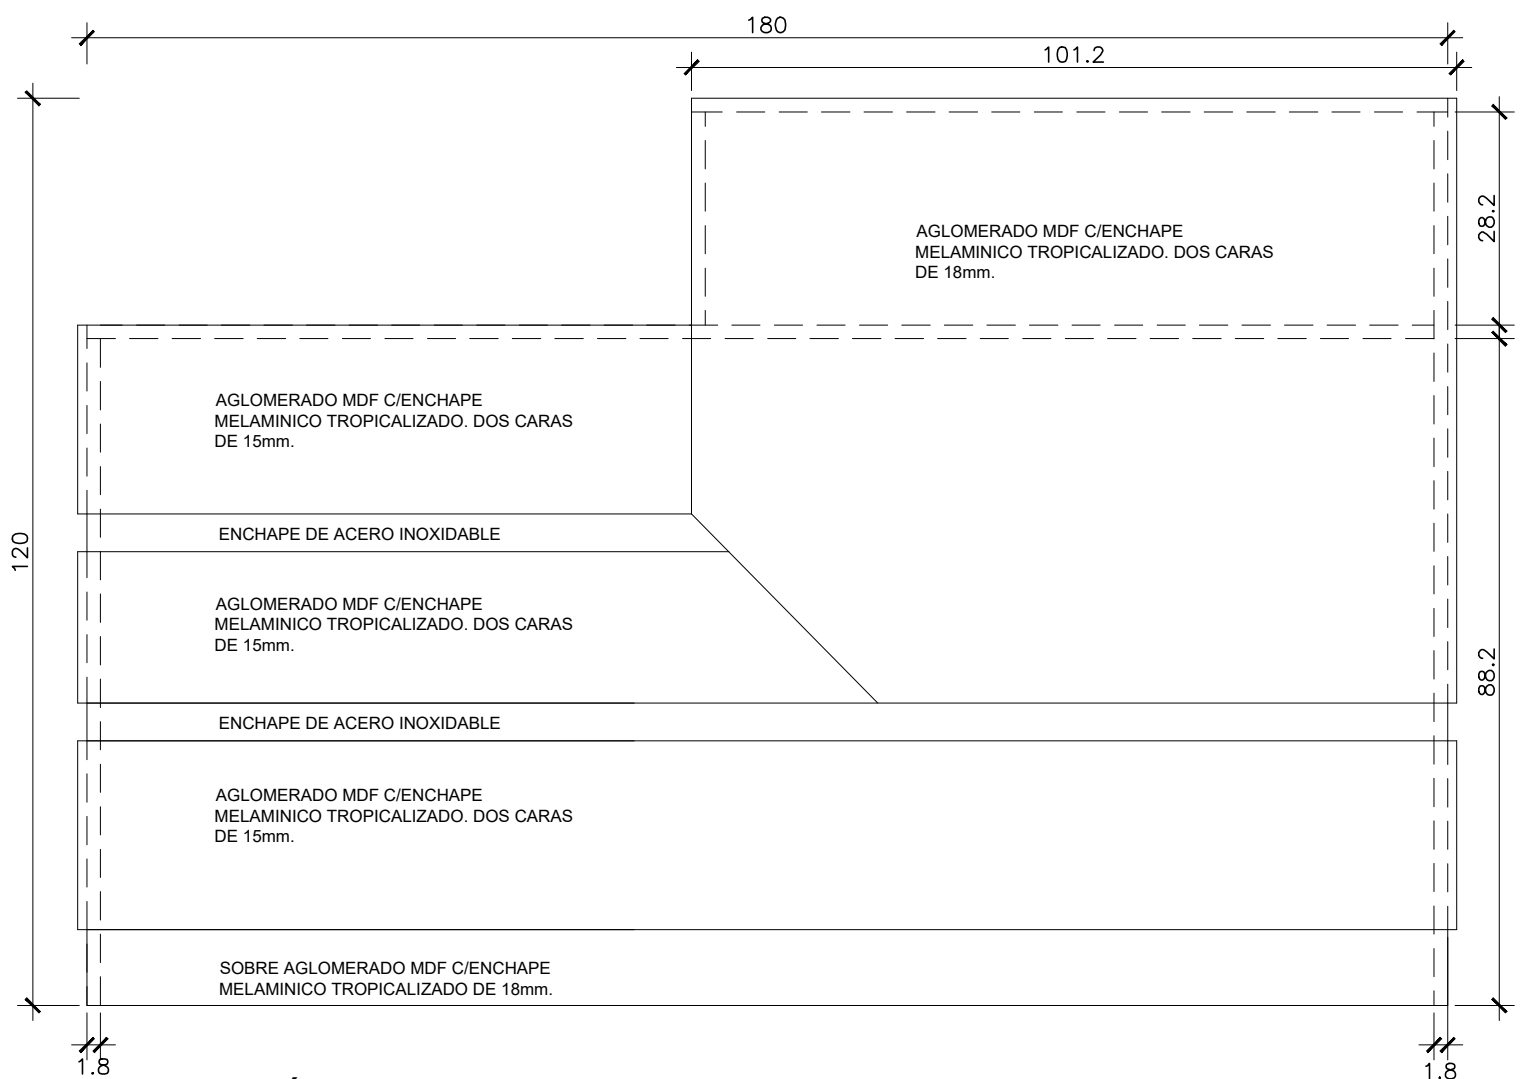 180
101.2
28.2
AGLOMERADO MDF C/ENCHAPE
MELAMINICO TROPICALIZADO. DOS CARAS
DE 18mm.
AGLOMERADO MDF C/ENCHAPE
MELAMINICO TROPICALIZADO. DOS CARAS
DE 15mm.
ENCHAPE DE ACERO INOXIDABLE
120
AGLOMERADO MDF C/ENCHAPE
MELAMINICO TROPICALIZADO. DOS CARAS
DE 15mm.
88.2
ENCHAPE DE ACERO INOXIDABLE
AGLOMERADO MDF C/ENCHAPE
MELAMINICO TROPICALIZADO. DOS CARAS
DE 15mm.
SOBRE AGLOMERADO MDF C/ENCHAPE
MELAMINICO TROPICALIZADO DE 18mm.
1.8
1.8